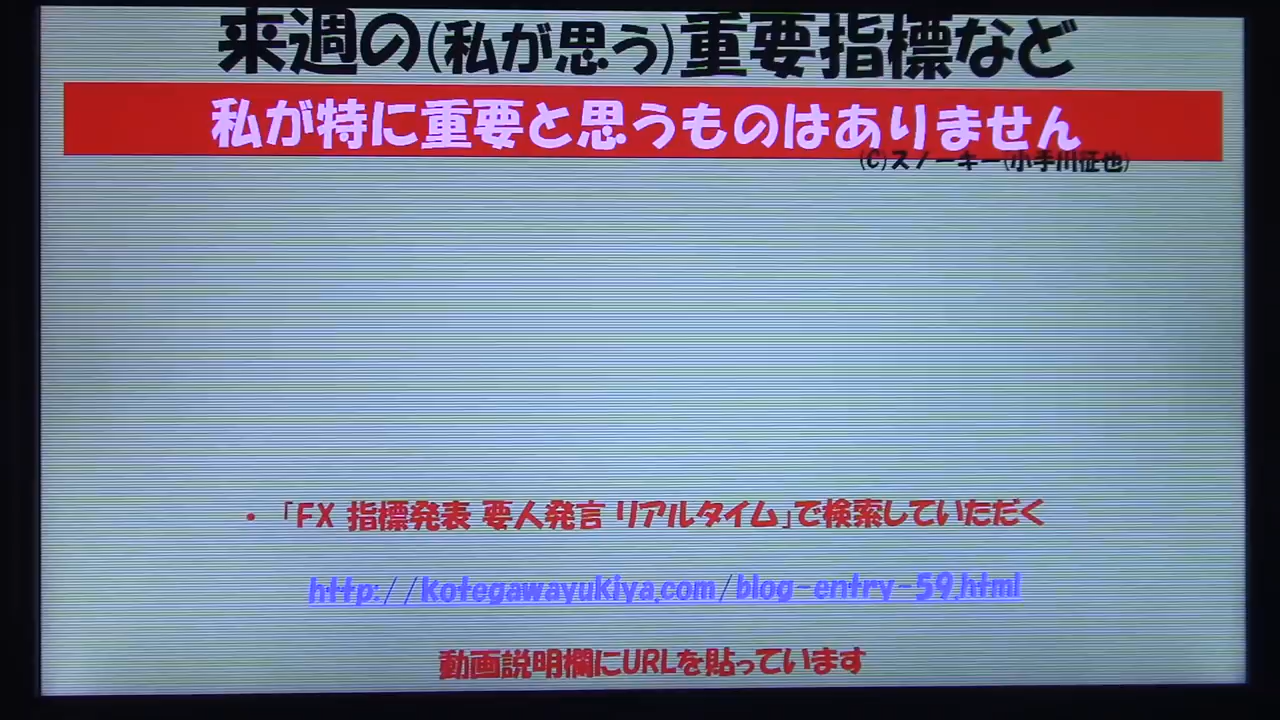 来週の(私が思う)重要指標など
私が特に重要と思うものはありません
(C)スノーキー(小手川征也)
・「FX 指標発表 要人発言 リアルタイム」で検索していただく
http://kotegawayukiya.com/blog-entry-59.html
動画説明欄にURLを貼っています